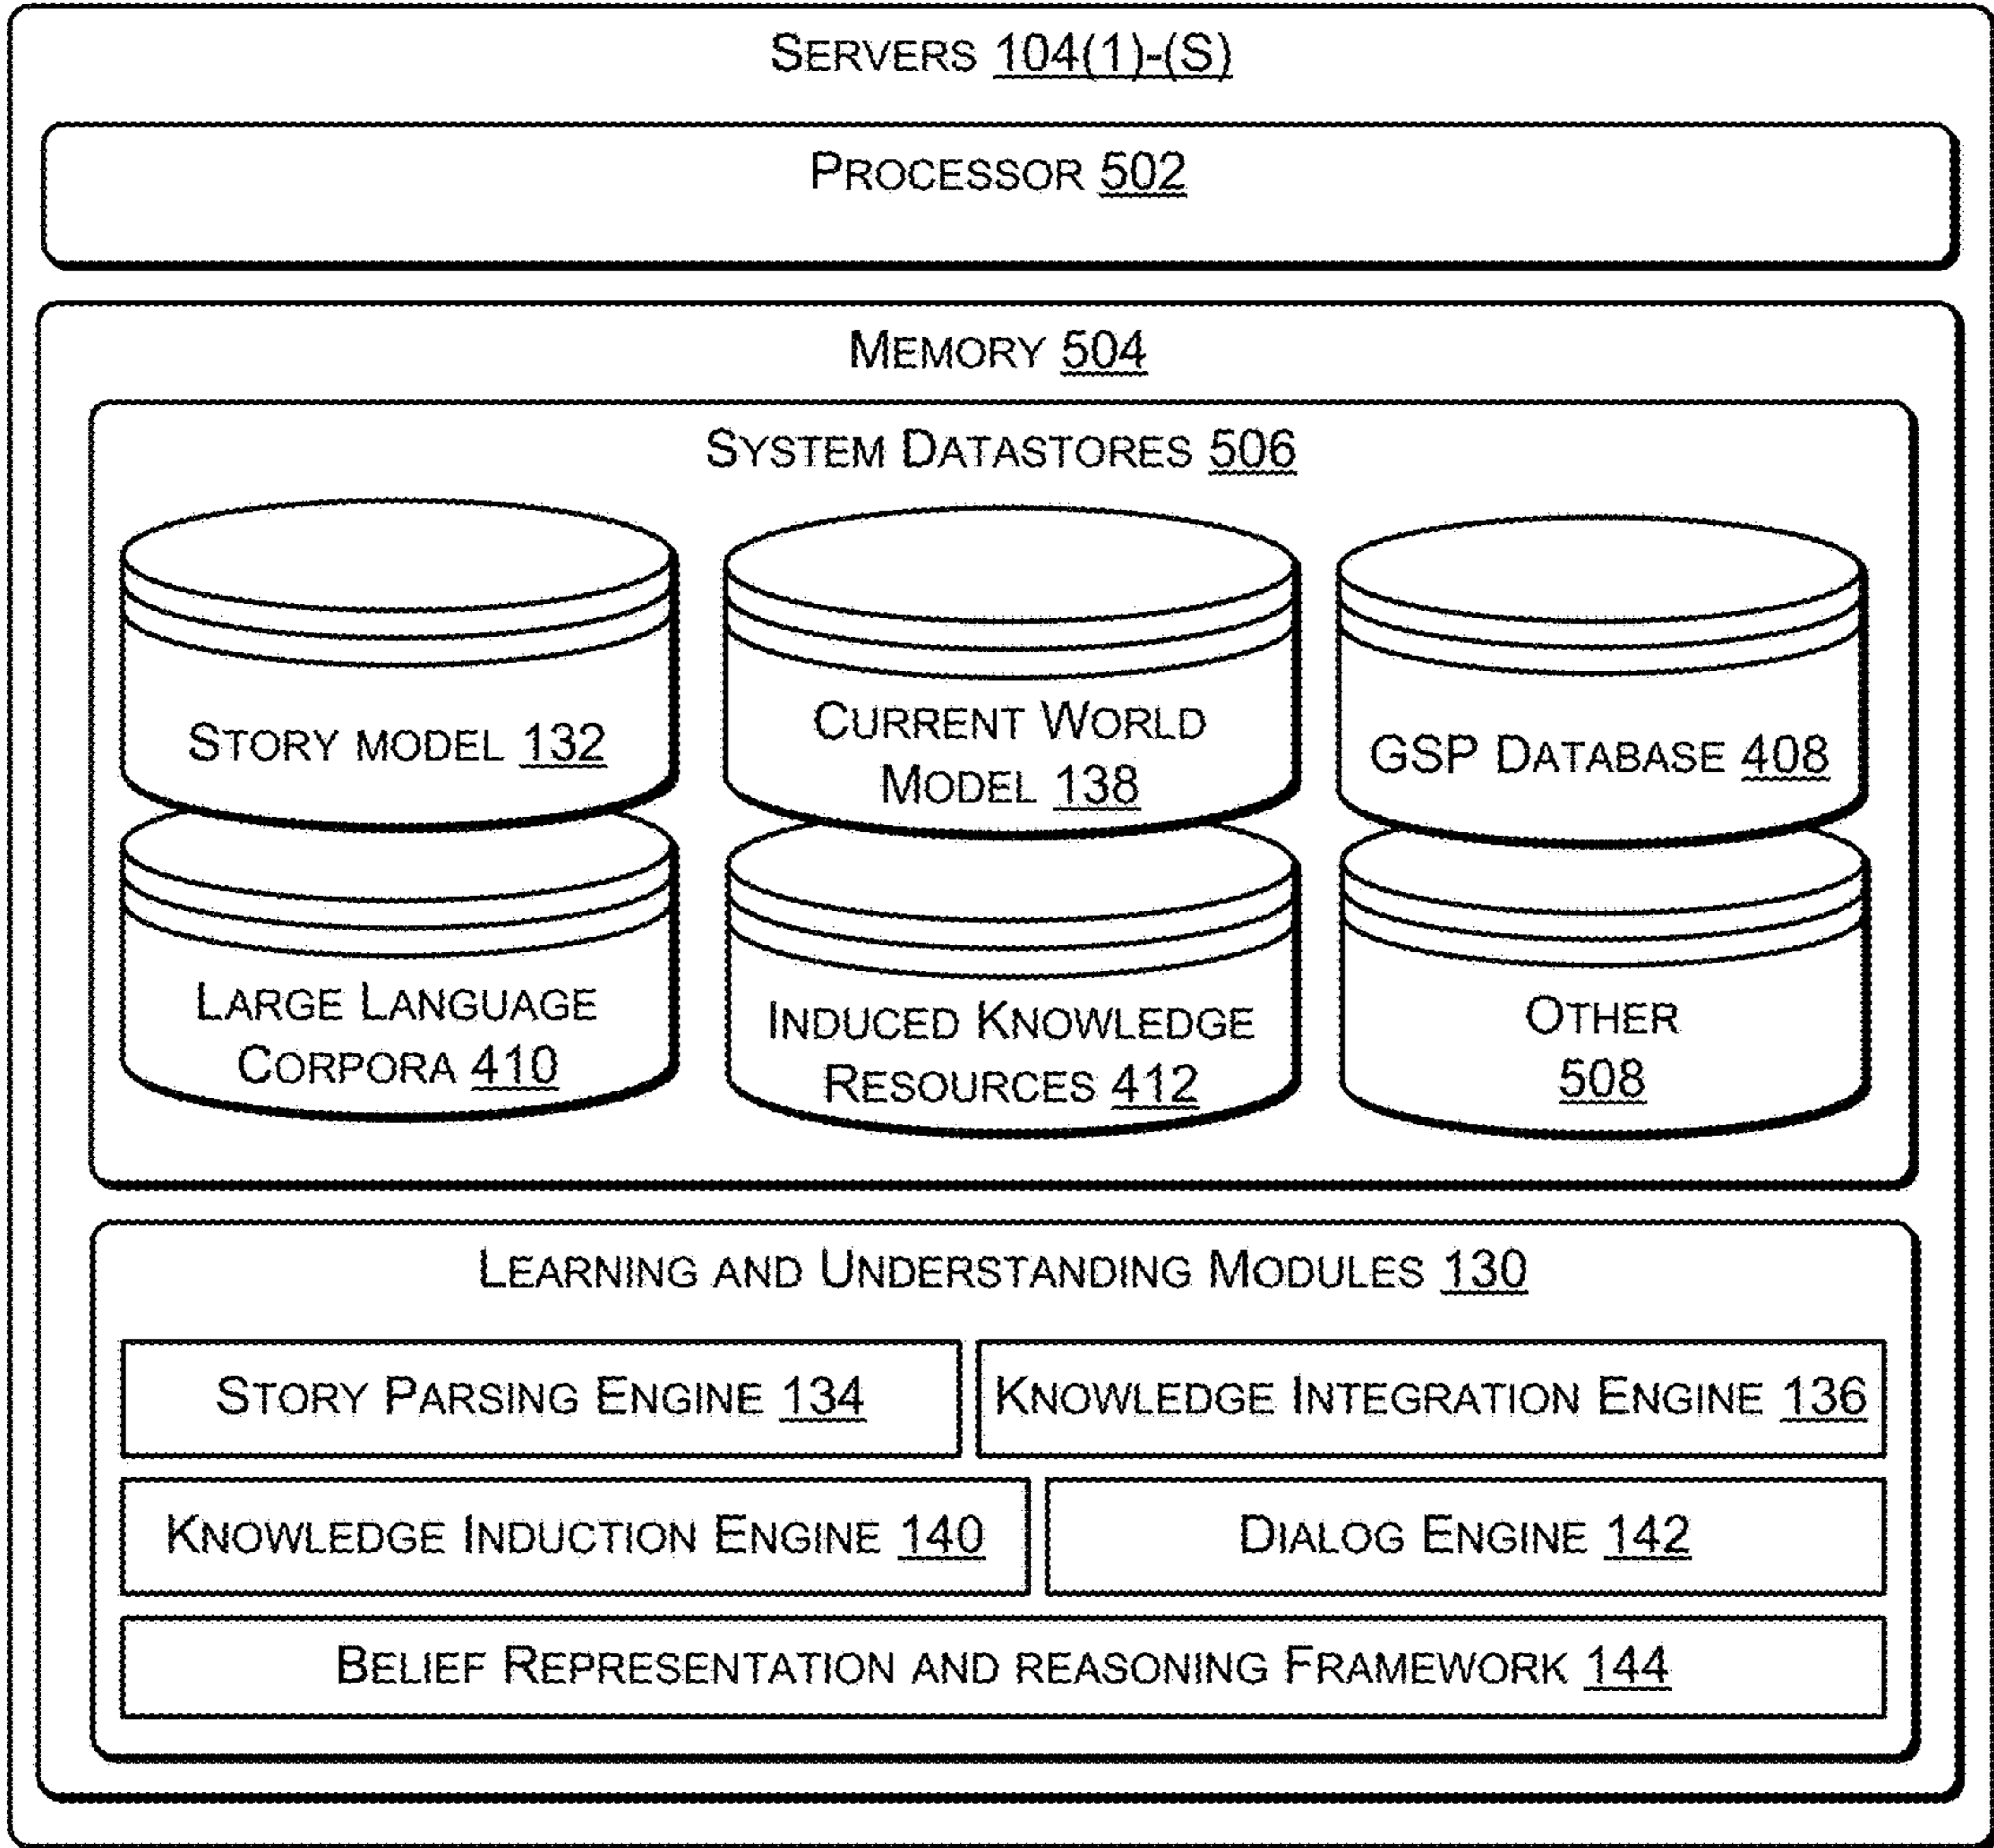 SERVERS 104(1)-(S)
PROCESSOR 502
MEMORY 504
SYSTEM DATASTORES 506
STORY MODEL 132
CURRENT WORLD
MODEL 138
GSP DATABASE 408
LARGE LANGUAGE
CORPORA 410
INDUCED KNOWLEDGE
RESOURCES 412
OTHER
508
LEARNING AND UNDERSTANDING MODULES 130
STORY PARSING ENGINE 134
KNOWLEDGE INTEGRATION ENGINE 136
KNOWLEDGE INDUCTION ENGINE 140
DIALOG ENGINE 142
BELIEF REPRESENTATION AND REASONING FRAMEWORK 144